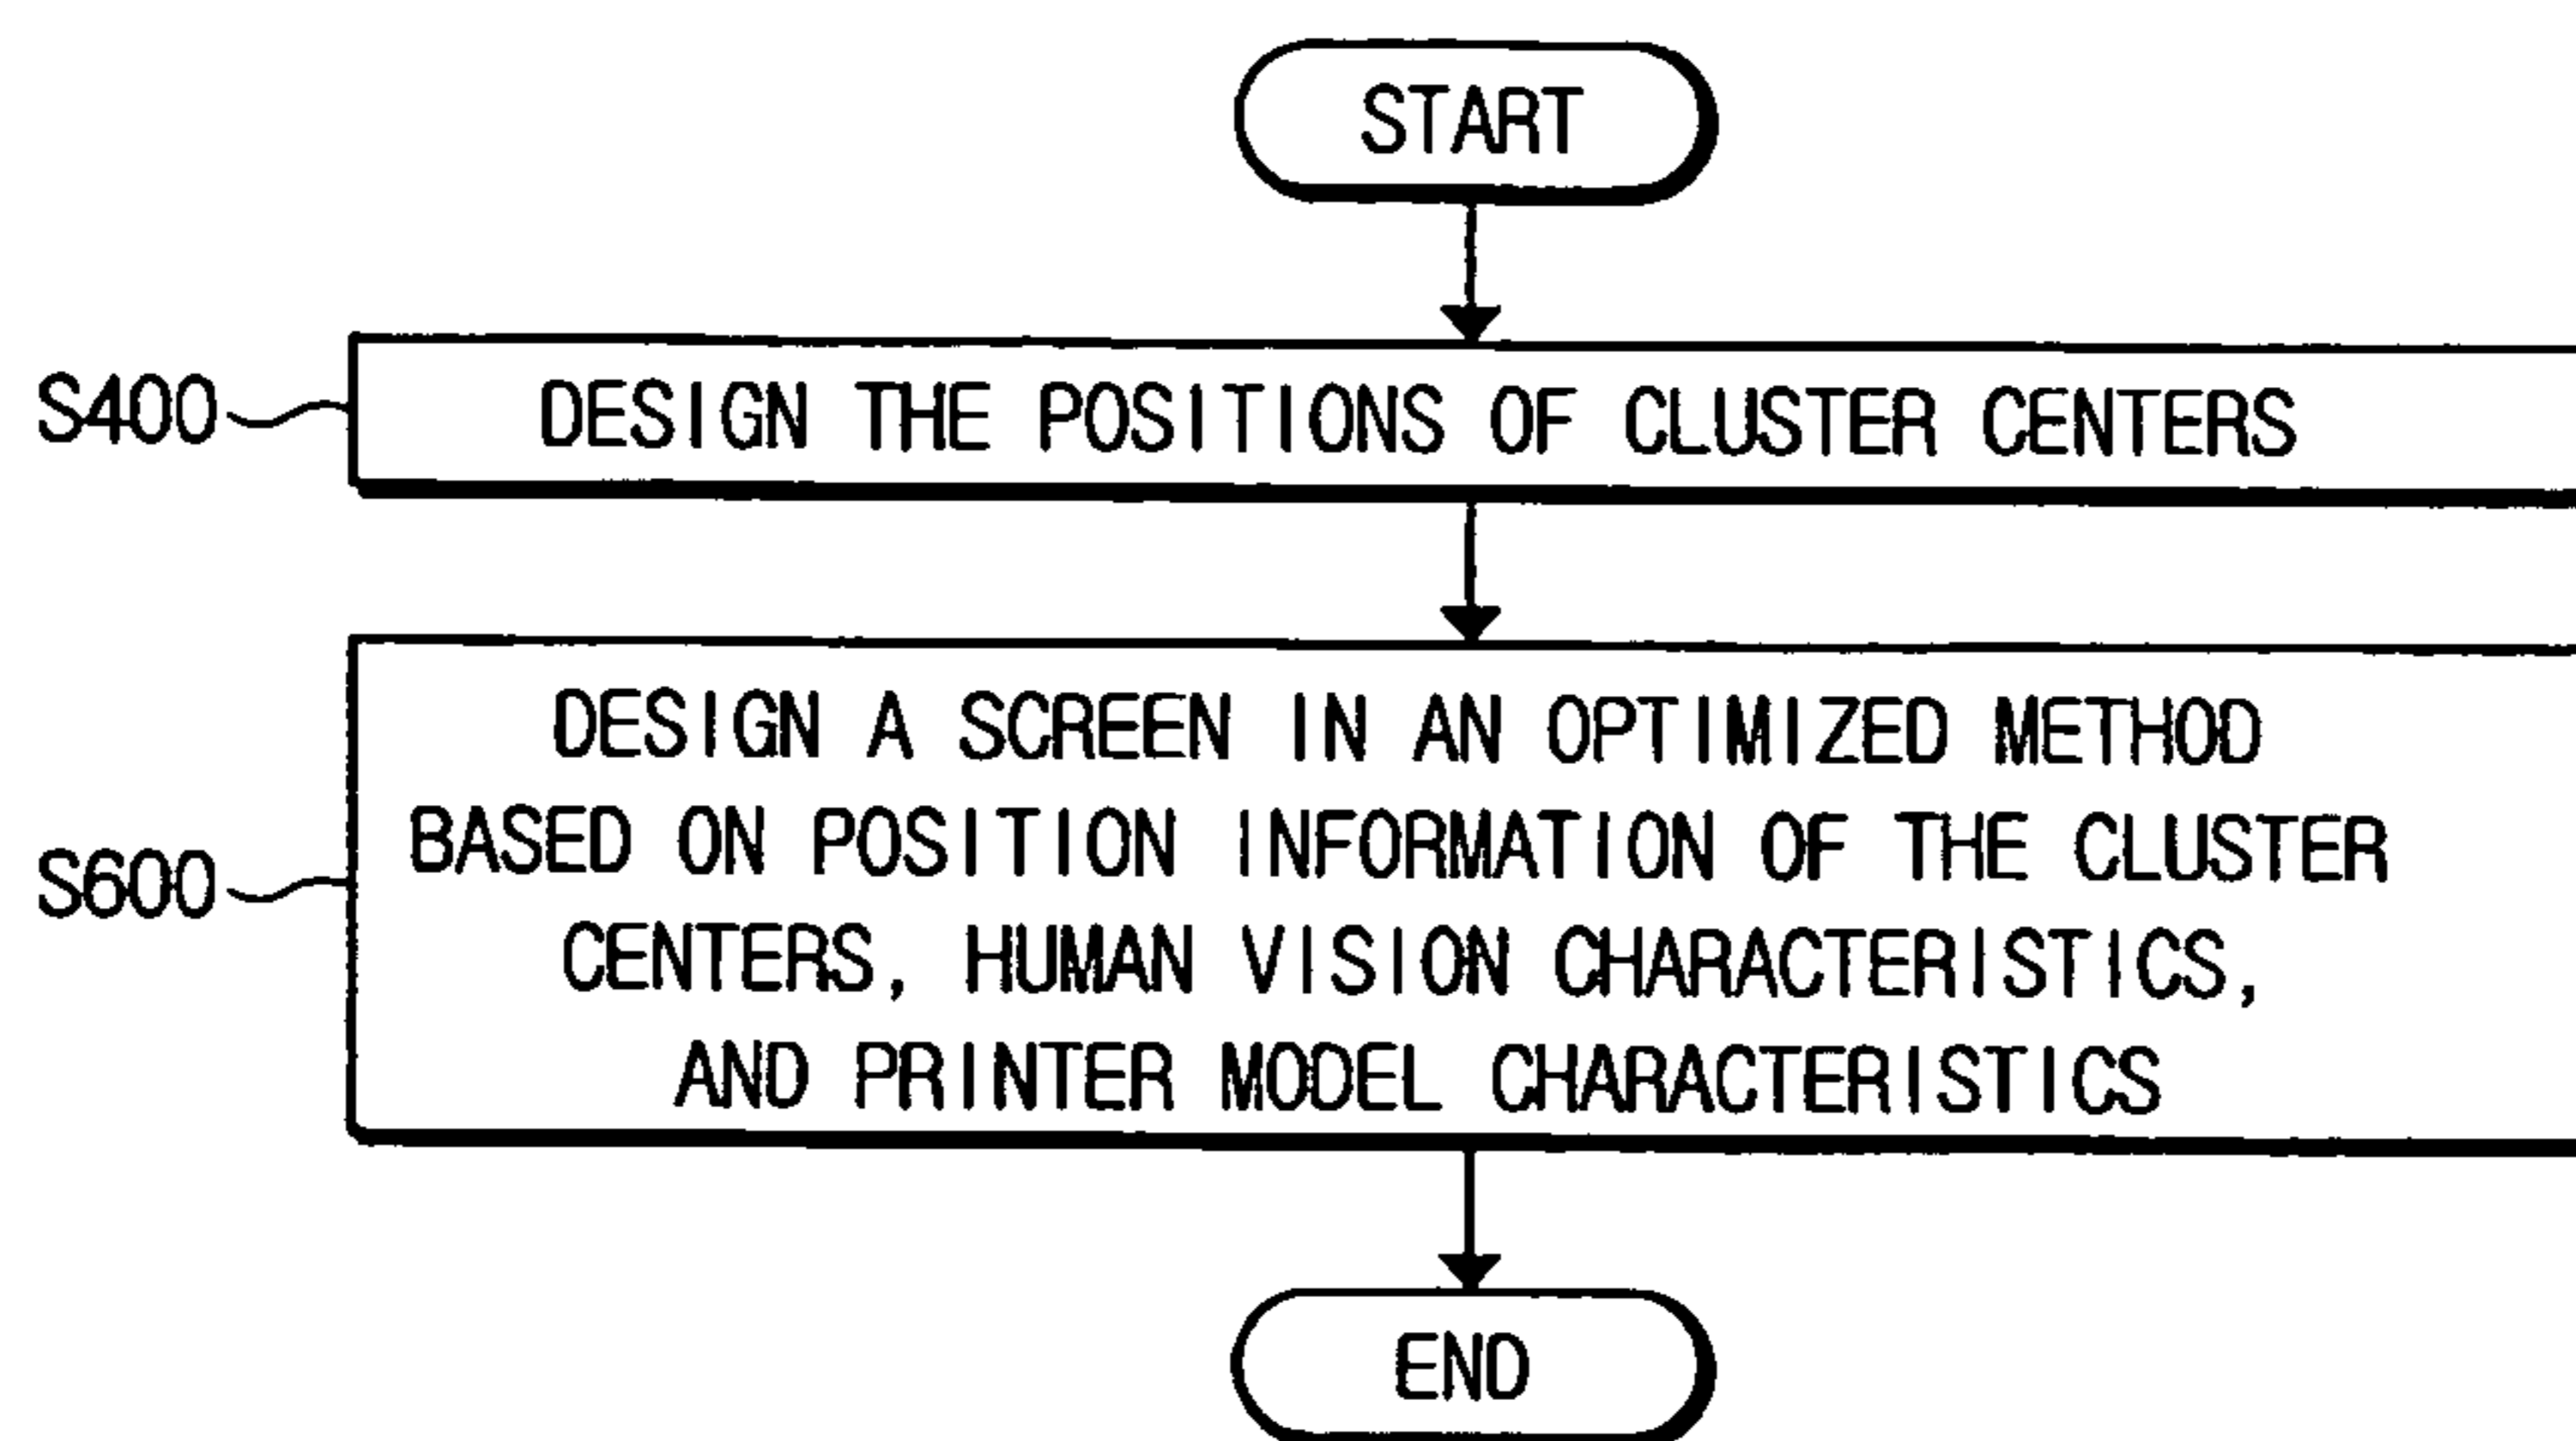 START
S400
DESIGN THE POSITIONS OF CLUSTER CENTERS
S600
DESIGN A SCREEN IN AN OPTIMIZED METHOD
BASED ON POSITION INFORMATION OF THE CLUSTER
CENTERS, HUMAN VISION CHARACTERISTICS,
AND PRINTER MODEL CHARACTERISTICS
END